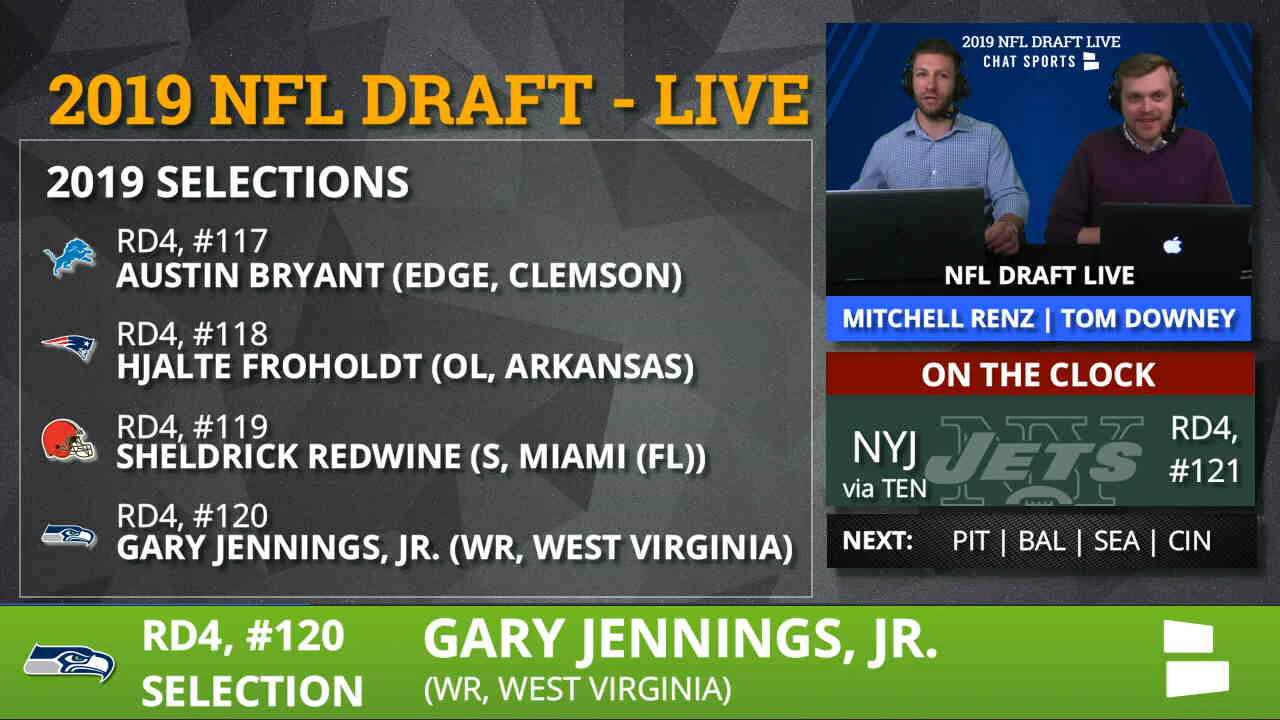 2019 NFL DRAFT - LIVE
2019 SELECTIONS
RD4, #117
AUSTIN BRYANT (EDGE, CLEMSON)
RD4, #118
HJALTE FROHOLDT (OL, ARKANSAS)
RD4, #119
SHELDRICK REDWINE (S, MIAMI (FL))
RD4, #120
GARY JENNINGS, JR. (WR, WEST VIRGINIA)
2019 NFL DRAFT LIVE
CHAT SPORTS
NFL DRAFT LIVE
MITCHELL RENZ | TOM DOWNEY
ON THE CLOCK
NYJ
via TEN
NY
JETS
RD4,
#121
NEXT: PIT | BAL | SEA | CIN
RD4, #120
SELECTION
GARY JENNINGS, JR.
(WR, WEST VIRGINIA)